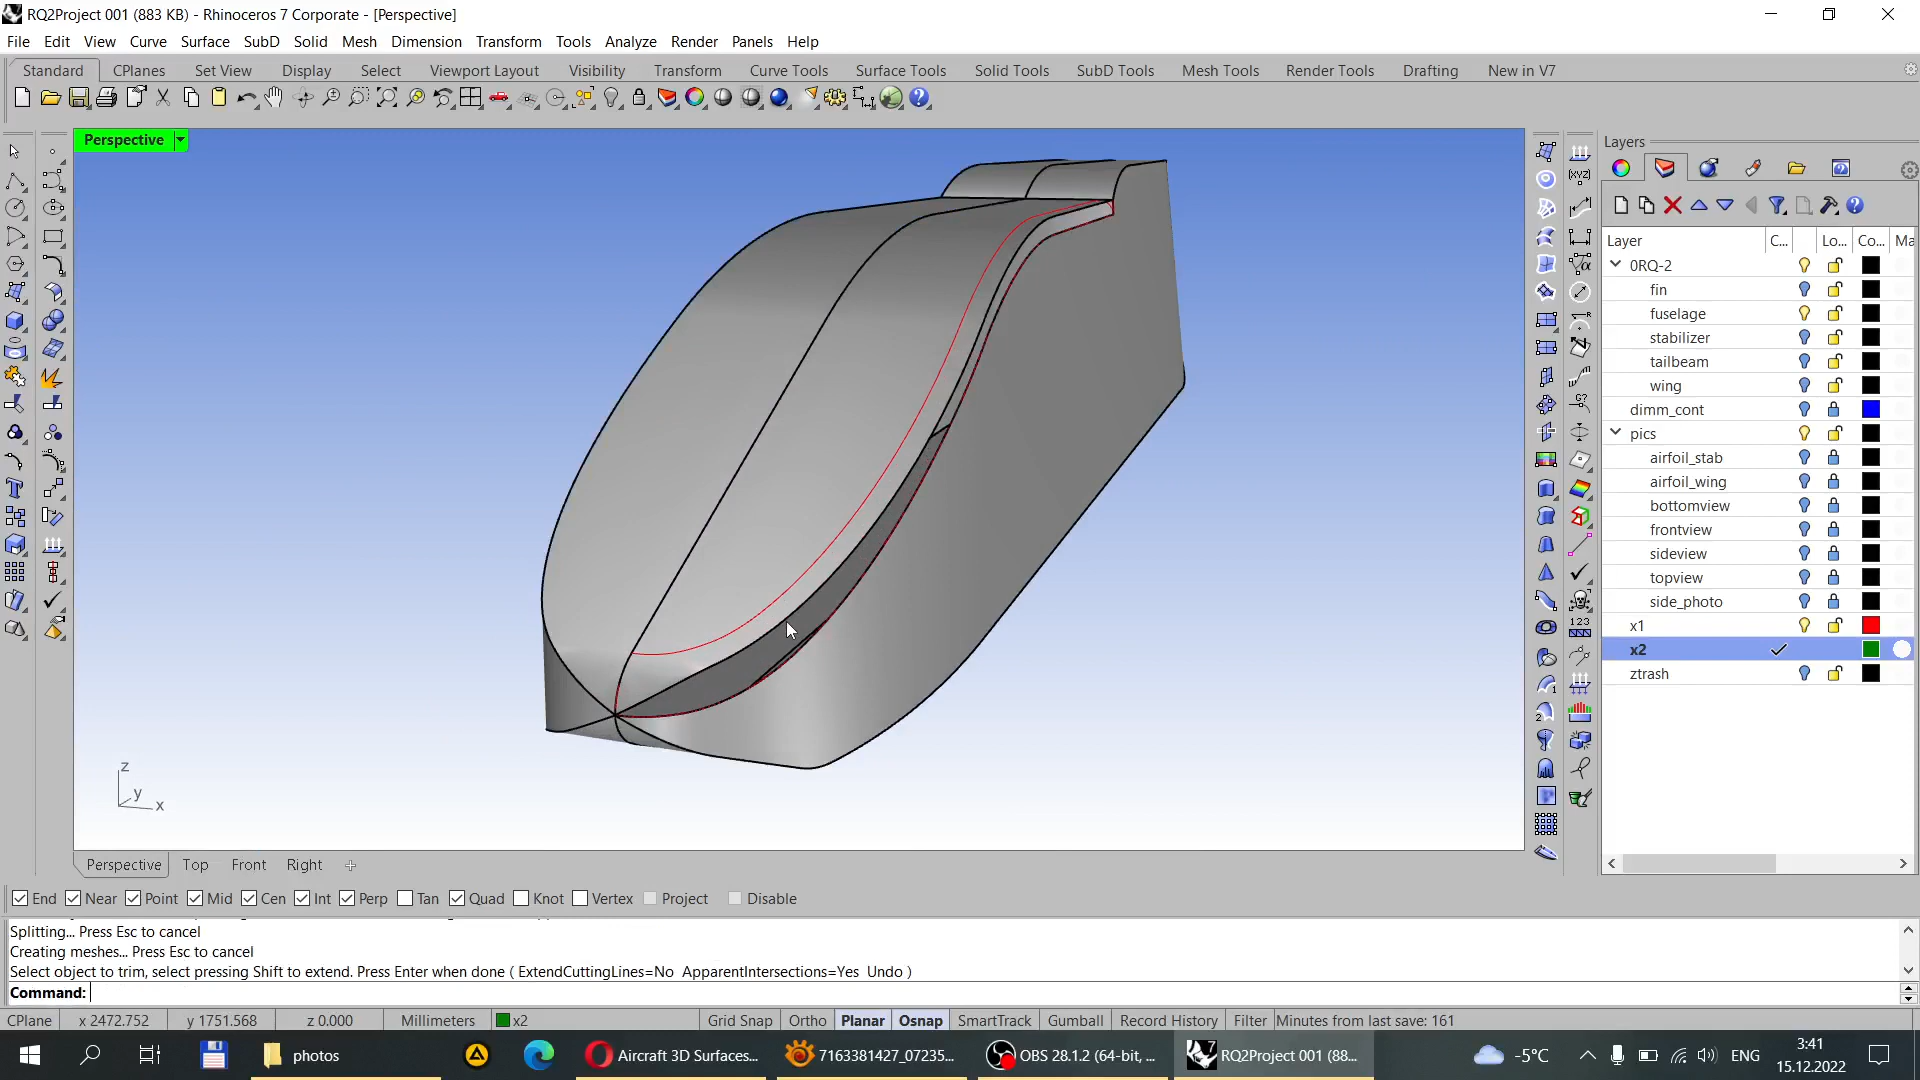 RQ2Project 001 (883 KB) - Rhinoceros 7 Corporate - [Perspective]
File Edit View Curve Surface SubD Solid Mesh Dimension Transform Tools Analyze Render Panels Help
Standard CPlanes Set View Display Select Viewport Layout Visibility Transform Curve Tools Surface Tools Solid Tools SubD Tools Mesh Tools Render Tools Drafting New in V7
Perspective
Layers
Layer C... Lo... Co... Ma
0RQ-2
fin
fuselage
stabilizer
tailbeam
wing
dimm_cont
pics
airfoil_stab
airfoil_wing
bottomview
frontview
sideview
topview
side_photo
x1
x2
ztrash
z
y
x
Perspective Top Front Right
End Near Point Mid Cen Int Perp Tan Quad Knot Vertex Project Disable
Splitting... Press Esc to cancel
Creating meshes... Press Esc to cancel
Select object to trim, select pressing Shift to extend. Press Enter when done ( ExtendCuttingLines=No ApparentIntersections=Yes Undo )
Command:
CPlane x 2472.752 y 1751.568 z 0.000 Millimeters x2 Grid Snap Ortho Planar Osnap SmartTrack Gumball Record History Filter Minutes from last save: 161
photos Aircraft 3D Surfaces... 7163381427_07235... OBS 28.1.2 (64-bit, ... RQ2Project 001 (88... -5°C ENG 3:41
15.12.2022